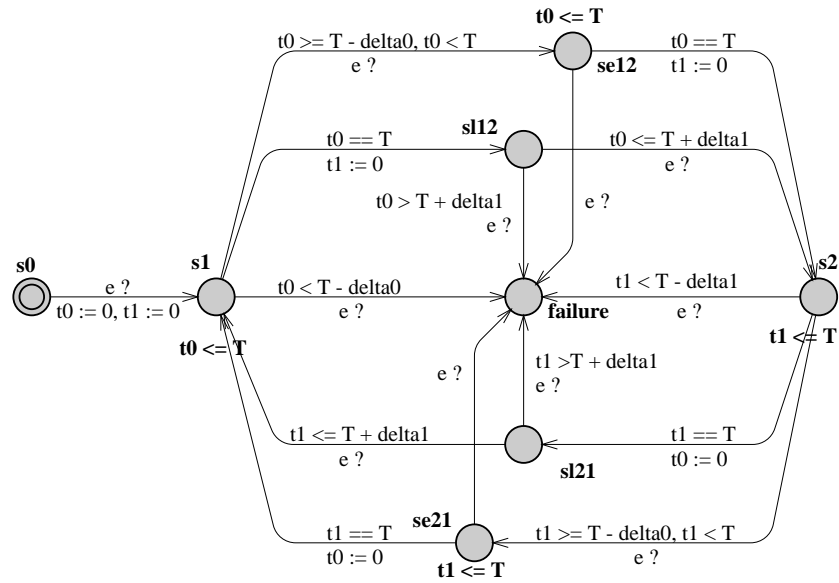 t0 <= T
t0 >= T - delta0, t0 < T
e ?
se12
t0 == T
t1 := 0
sl12
t0 == T
t1 := 0
t0 <= T + delta1
e ?
t0 > T + delta1
e ?
e ?
s0
e ?
t0 := 0, t1 := 0
s1
t0 <= T
t0 < T - delta0
e ?
failure
t1 < T - delta1
e ?
s2
t1 <= T
e ?
t1 >T + delta1
e ?
t1 <= T + delta1
e ?
sl21
t1 == T
t0 := 0
se21
t1 == T
t0 := 0
t1 <= T
t1 >= T - delta0, t1 < T
e ?